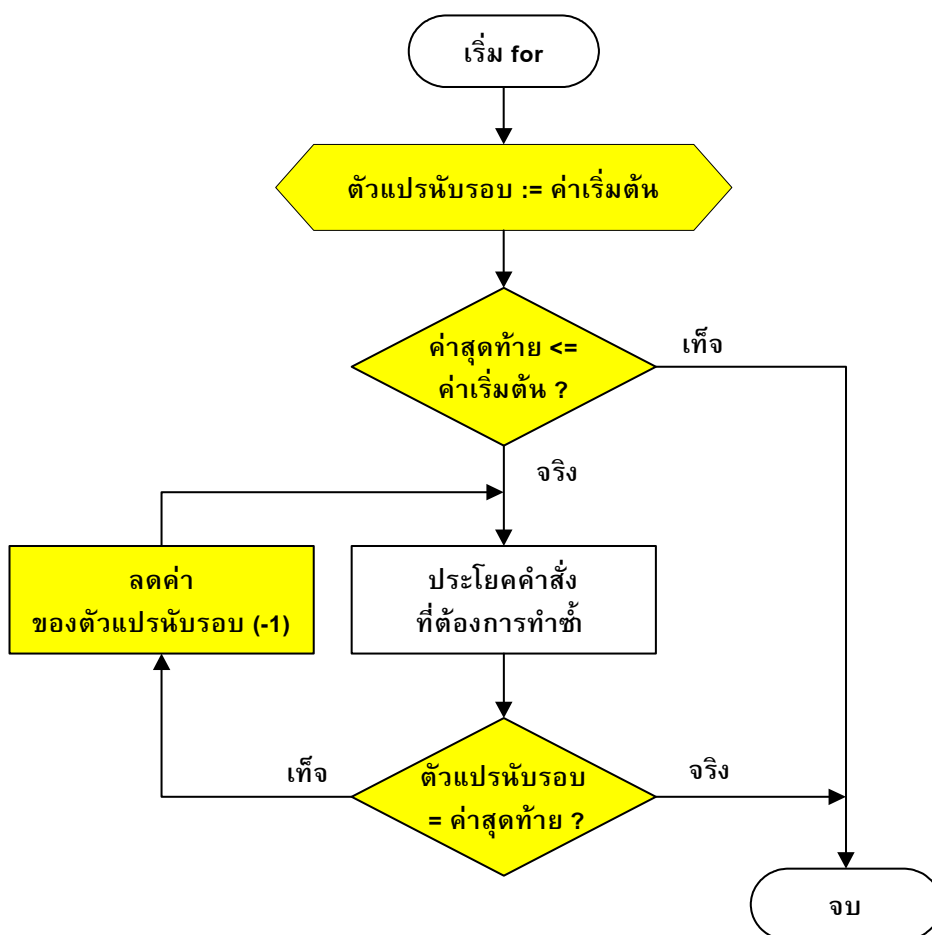 เริ่ม for
ตัวแปรนับรอบ := ค่าเริ่มต้น
ค่าสุดท้าย <=
ค่าเริ่มต้น ?
เท็จ
จริง
ลดค่า
ของตัวแปรนับรอบ (-1)
ประโยคคำสั่ง
ที่ต้องการทำซ้ำ
เท็จ
ตัวแปรนับรอบ
= ค่าสุดท้าย ?
จริง
จบ